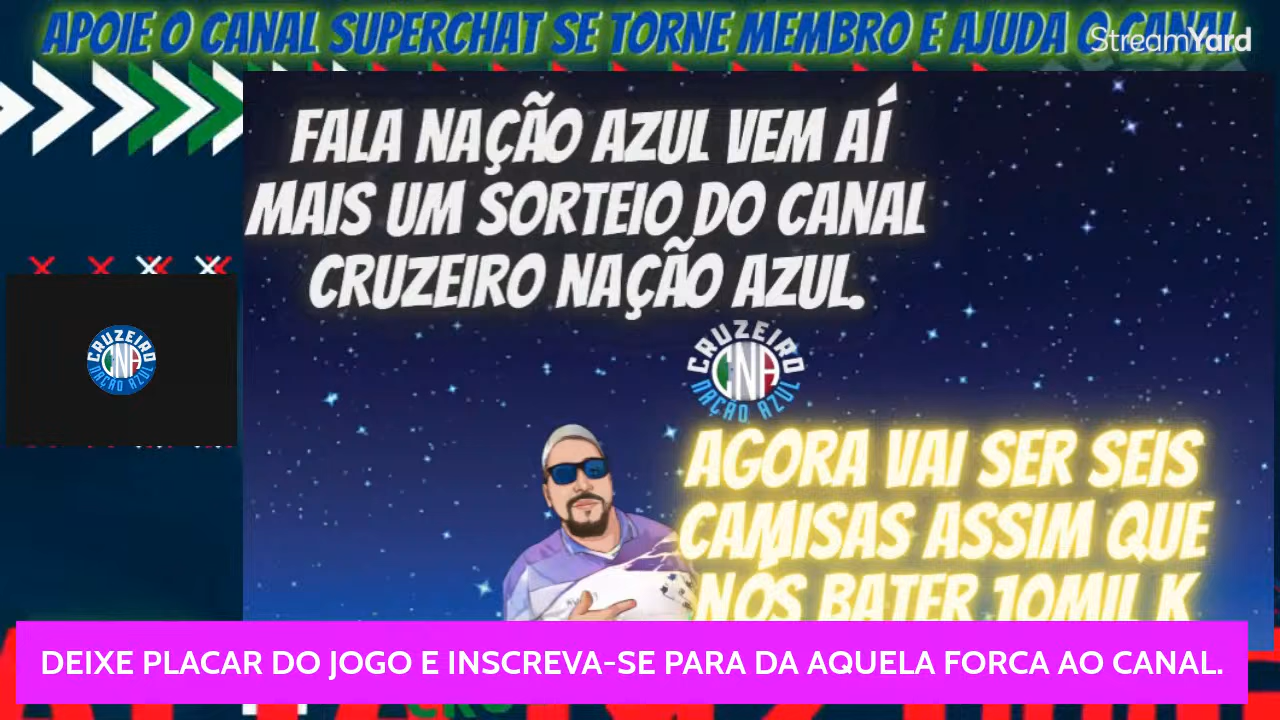 APOIE O CANAL SUPERCHAT SE TORNE MEMBRO E AJUDA O CANAL
StreamYard
FALA NAÇÃO AZUL VEM AÍ
MAIS UM SORTEIO DO CANAL
CRUZEIRO NAÇÃO AZUL.
CRUZEIRO
CNA
NAÇÃO AZUL
CRUZEIRO
CNA
NAÇÃO AZUL
AGORA VAI SER SEIS
CAMISAS ASSIM QUE
NÓS BATER 10MIL K
DEIXE PLACAR DO JOGO E INSCREVA-SE PARA DA AQUELA FORCA AO CANAL.